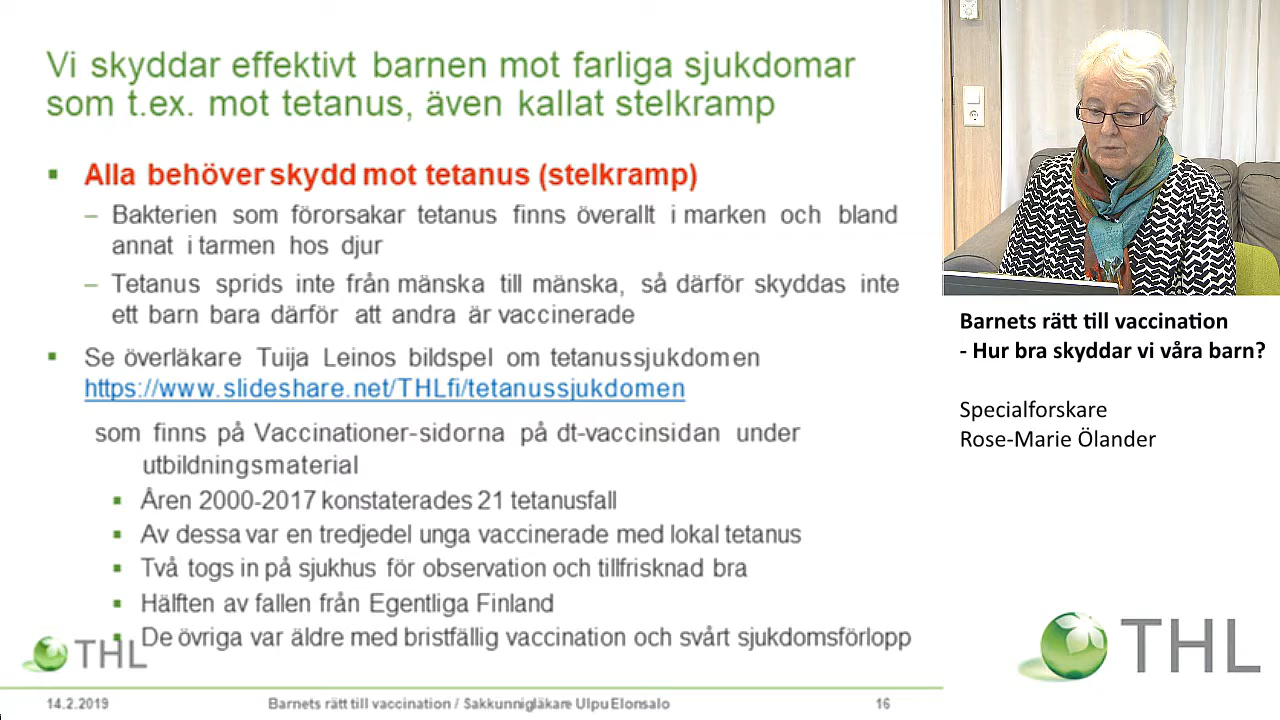 Vi skyddar effektivt barnen mot farliga sjukdomar
som t.ex. mot tetanus, även kallat stelkramp
Alla behöver skydd mot tetanus (stelkramp)
– Bakterien som förorsakar tetanus finns överallt i marken och bland
annat i tarmen hos djur
– Tetanus sprids inte från mänska till mänska, så därför skyddas inte
ett barn bara därför att andra är vaccinerade
Se överläkare Tuija Leinos bildspel om tetanussjukdomen
https://www.slideshare.net/THLfi/tetanussjukdomen
som finns på Vaccinationer-sidorna på dt-vaccinsidan under
utbildningsmaterial
Åren 2000-2017 konstaterades 21 tetanusfall
Av dessa var en tredjedel unga vaccinerade med lokal tetanus
Två togs in på sjukhus för observation och tillfrisknad bra
Hälften av fallen från Egentliga Finland
De övriga var äldre med bristfällig vaccination och svårt sjukdomsförlopp
THL
14.2.2019
Barnets rätt till vaccination / Sakkunnigläkare Ulpu Elonsalo
16
Barnets rätt till vaccination
- Hur bra skyddar vi våra barn?
Specialforskare
Rose-Marie Ölander
THL